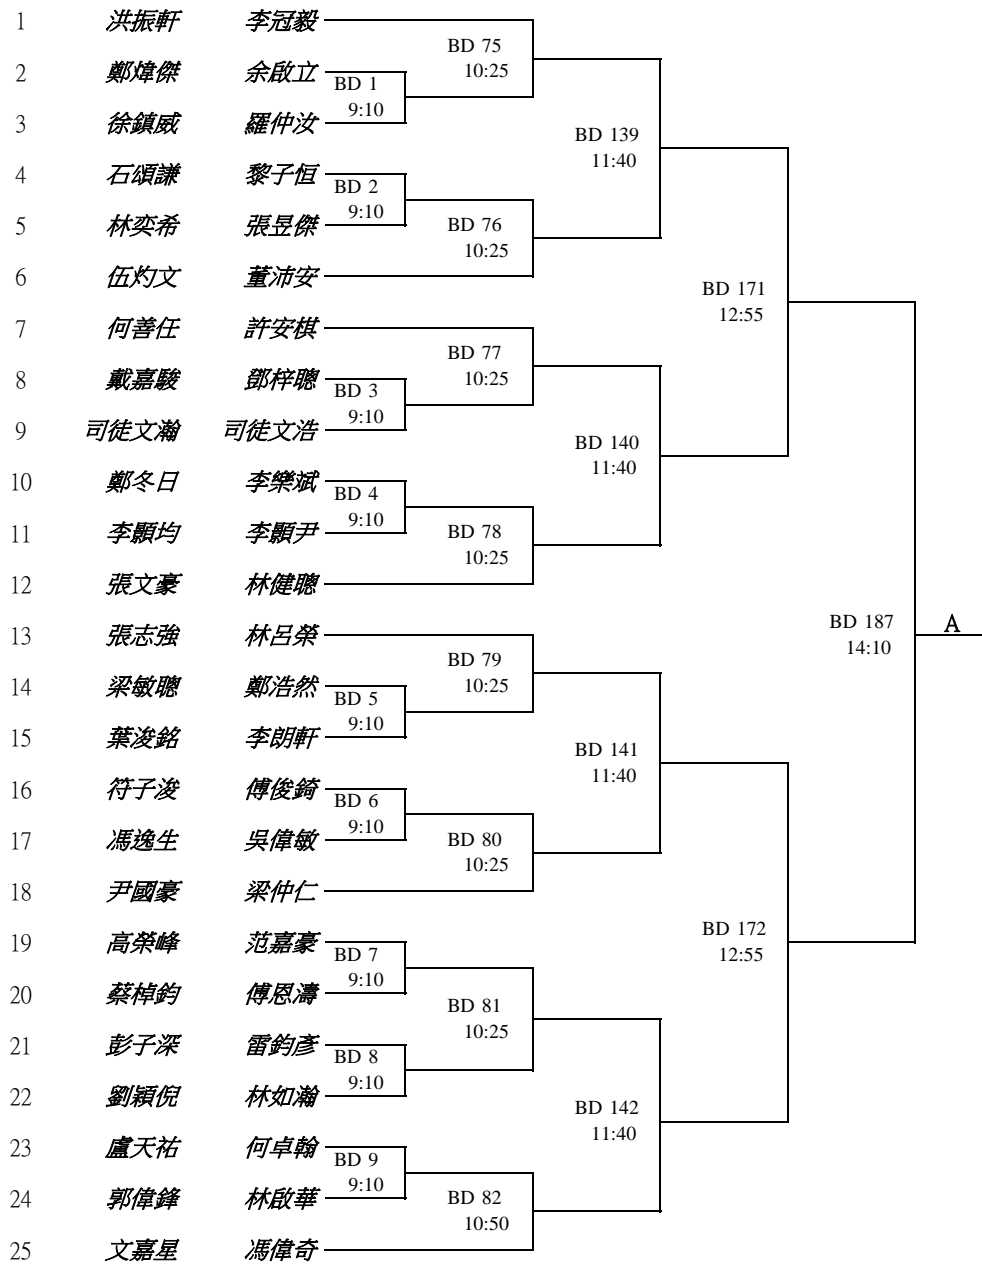 1 洪振軒 李冠毅
BD 75
2 鄭煒傑 余啟立
10:25
BD 1
9:10
3 徐鎮威 羅仲汝
BD 139
11:40
4 石頌謙 黎子恒
BD 2
9:10
5 林奕希 張昱傑
BD 76
10:25
6 伍灼文 董沛安
BD 171
12:55
7 何善任 許安棋
BD 77
10:25
8 戴嘉駿 鄧梓聰
BD 3
9:10
9 司徒文瀚 司徒文浩
BD 140
11:40
10 鄭冬日 李樂斌
BD 4
9:10
11 李顥均 李顥尹
BD 78
10:25
12 張文豪 林健聰
13 張志強 林呂榮
BD 187
A
14:10
BD 79
10:25
14 梁敏聰 鄭浩然
BD 5
9:10
15 葉浚銘 李朗軒
BD 141
11:40
16 符子浚 傅俊錡
BD 6
9:10
17 馮逸生 吳偉敏
BD 80
10:25
18 尹國豪 梁仲仁
BD 172
12:55
19 高榮峰 范嘉豪
BD 7
9:10
20 蔡棹鈞 傅恩濤
BD 81
10:25
21 彭子深 雷鈞彥
BD 8
9:10
22 劉穎倪 林如瀚
BD 142
11:40
23 盧天祐 何卓翰
BD 9
9:10
24 郭偉鋒 林啟華
BD 82
10:50
25 文嘉星 馮偉奇